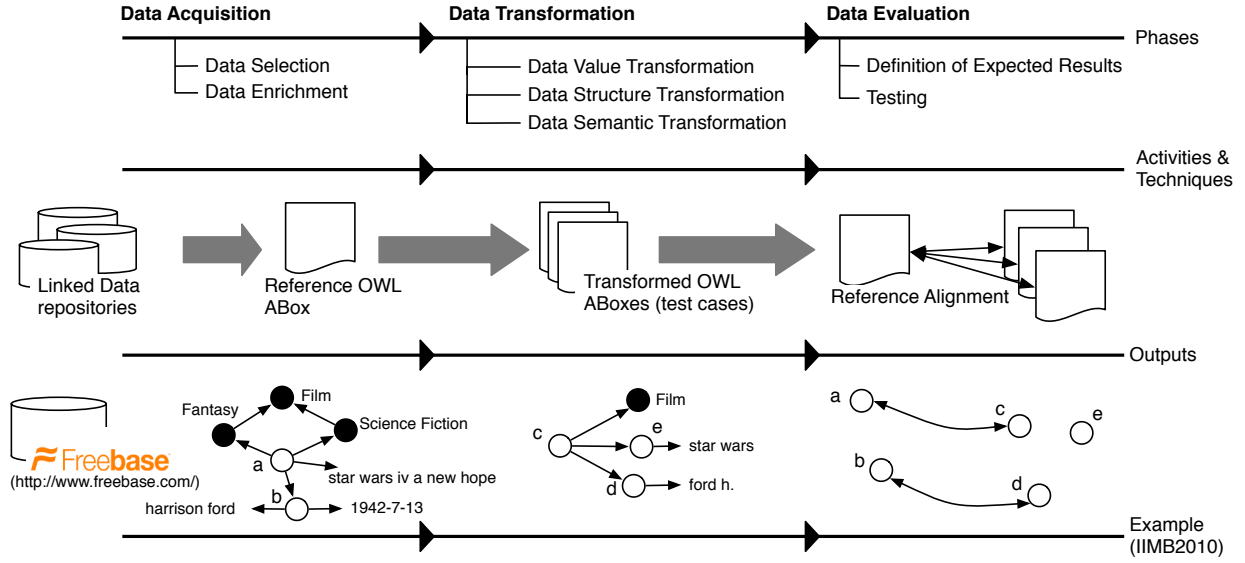 Data Acquisition
Data Transformation
Data Evaluation
Phases
Data Selection
Data Enrichment
Data Value Transformation
Data Structure Transformation
Data Semantic Transformation
Definition of Expected Results
Testing
Activities &
Techniques
Linked Data
repositories
Reference OWL
ABox
Transformed OWL
ABoxes (test cases)
Reference Alignment
Outputs
Freebase
(http://www.freebase.com/)
Film
Fantasy
Science Fiction
a
star wars iv a new hope
b
harrison ford
1942-7-13
Film
c
e
star wars
d
ford h.
a
c
e
b
d
Example
(IIMB2010)